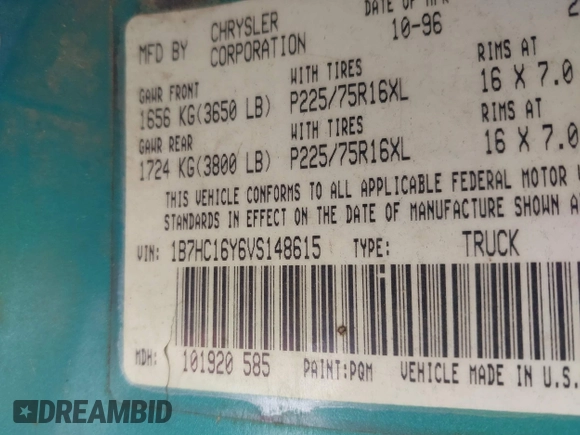 DATE OF MFR 2
MFD BY CHRYSLER CORPORATION 10-96
GAWR FRONT WITH TIRES RIMS AT
1656 KG(3650 LB) P225/75R16XL 16 X 7.0
GAWR REAR WITH TIRES RIMS AT
1724 KG(3800 LB) P225/75R16XL 16 X 7.0
THIS VEHICLE CONFORMS TO ALL APPLICABLE FEDERAL MOTOR
STANDARDS IN EFFECT ON THE DATE OF MANUFACTURE SHOWN
VIN: 1B7HC16Y6VS148615 TYPE: TRUCK
MDH: 101920 585 PAINT:PQM VEHICLE MADE IN U.S.
DREAMBID